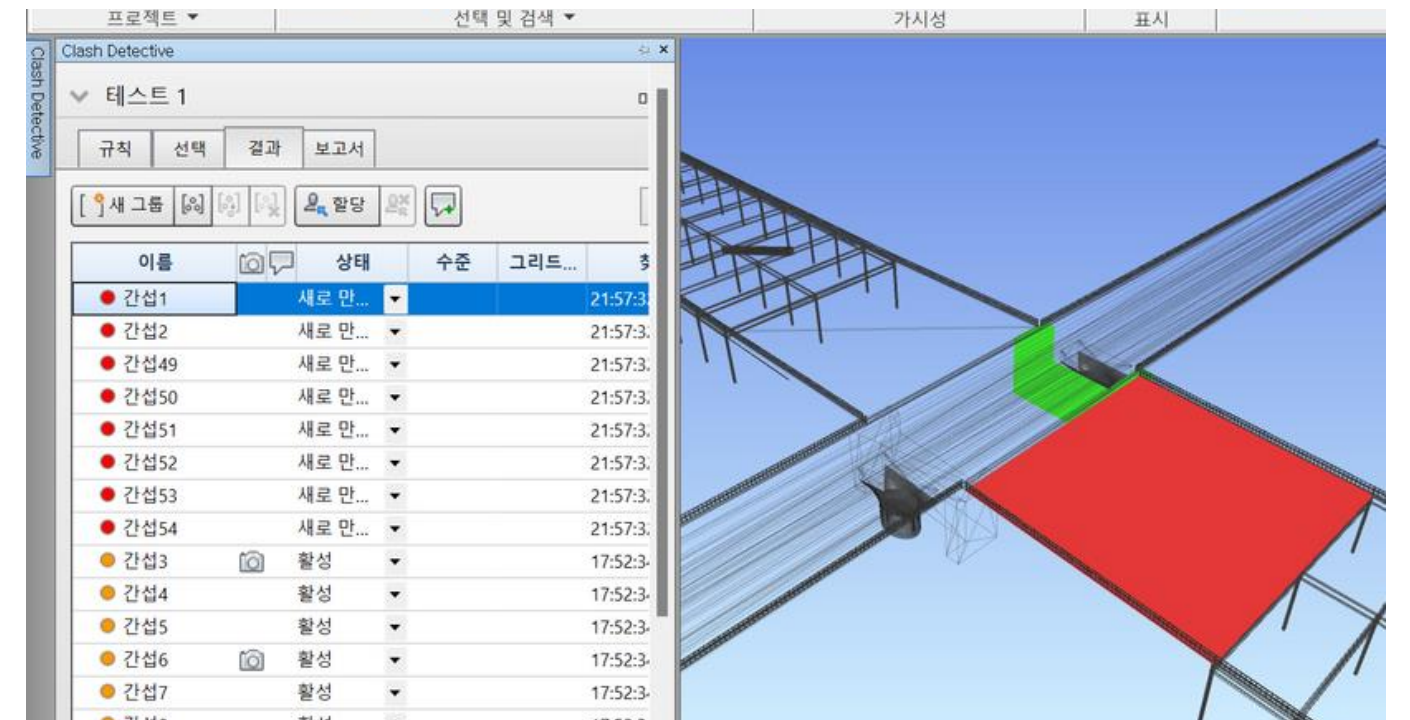 프로젝트 선택 및 검색 가시성 표시
Clash Detective
Clash Detective
테스트 1
규칙 선택 결과 보고서
새 그룹 할당
이름 상태 수준 그리드...
간섭1 새로 만... 21:57:3
간섭2 새로 만... 21:57:3
간섭49 새로 만... 21:57:3
간섭50 새로 만... 21:57:3
간섭51 새로 만... 21:57:3
간섭52 새로 만... 21:57:3
간섭53 새로 만... 21:57:3
간섭54 새로 만... 21:57:3
간섭3 활성 17:52:3
간섭4 활성 17:52:3
간섭5 활성 17:52:3
간섭6 활성 17:52:3
간섭7 활성 17:52:3